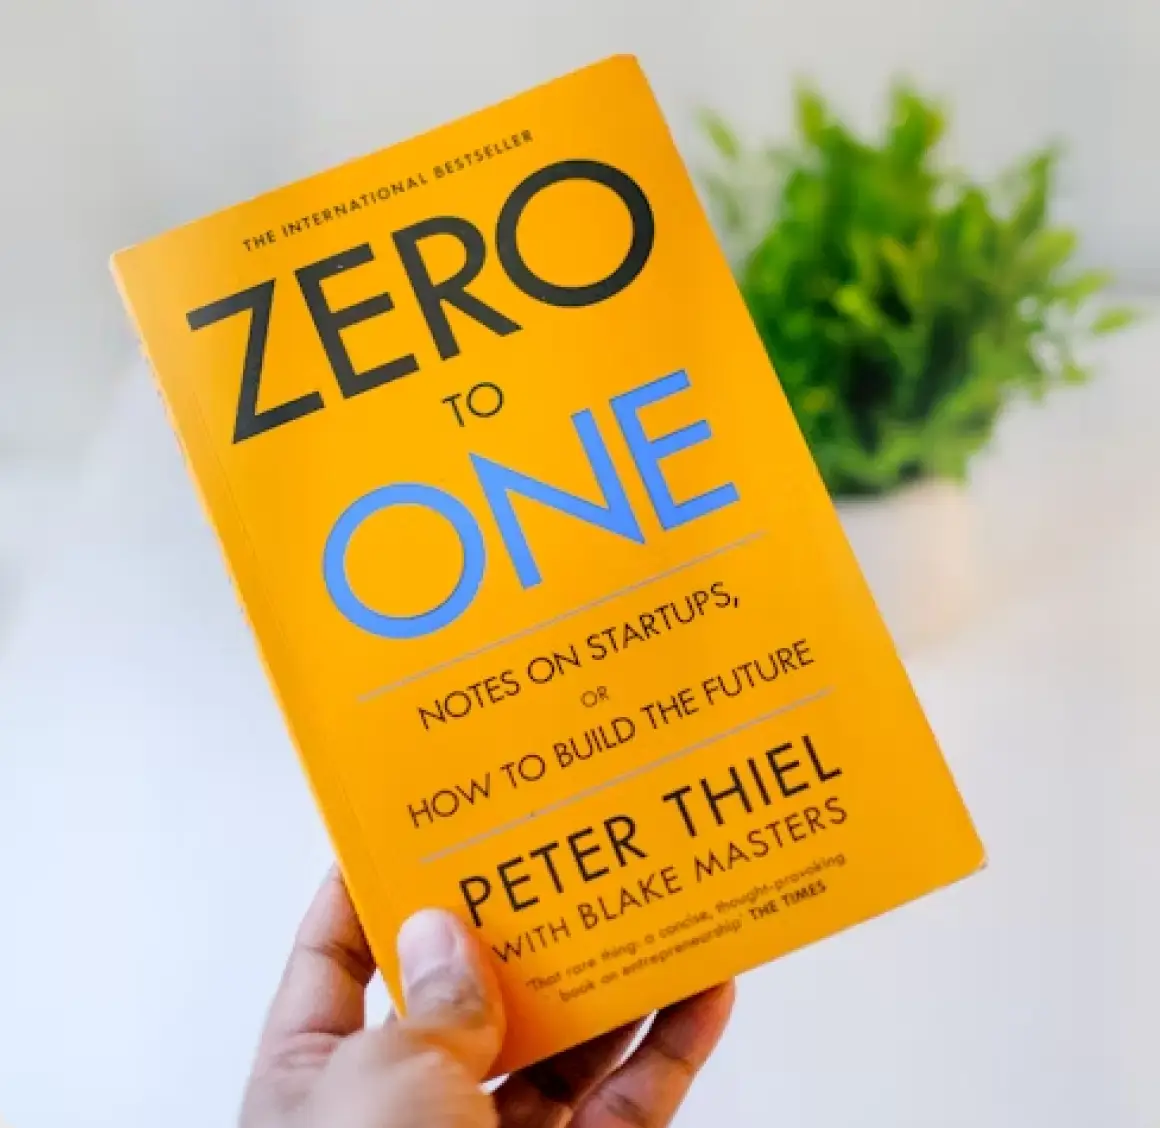 THE INTERNATIONAL BESTSELLER
ZERO
TO
ONE
NOTES ON STARTUPS,
OR
HOW TO BUILD THE FUTURE
PETER THIEL
WITH BLAKE MASTERS
'That rare thing: a concise, thought-provoking
book on entrepreneurship' THE TIMES